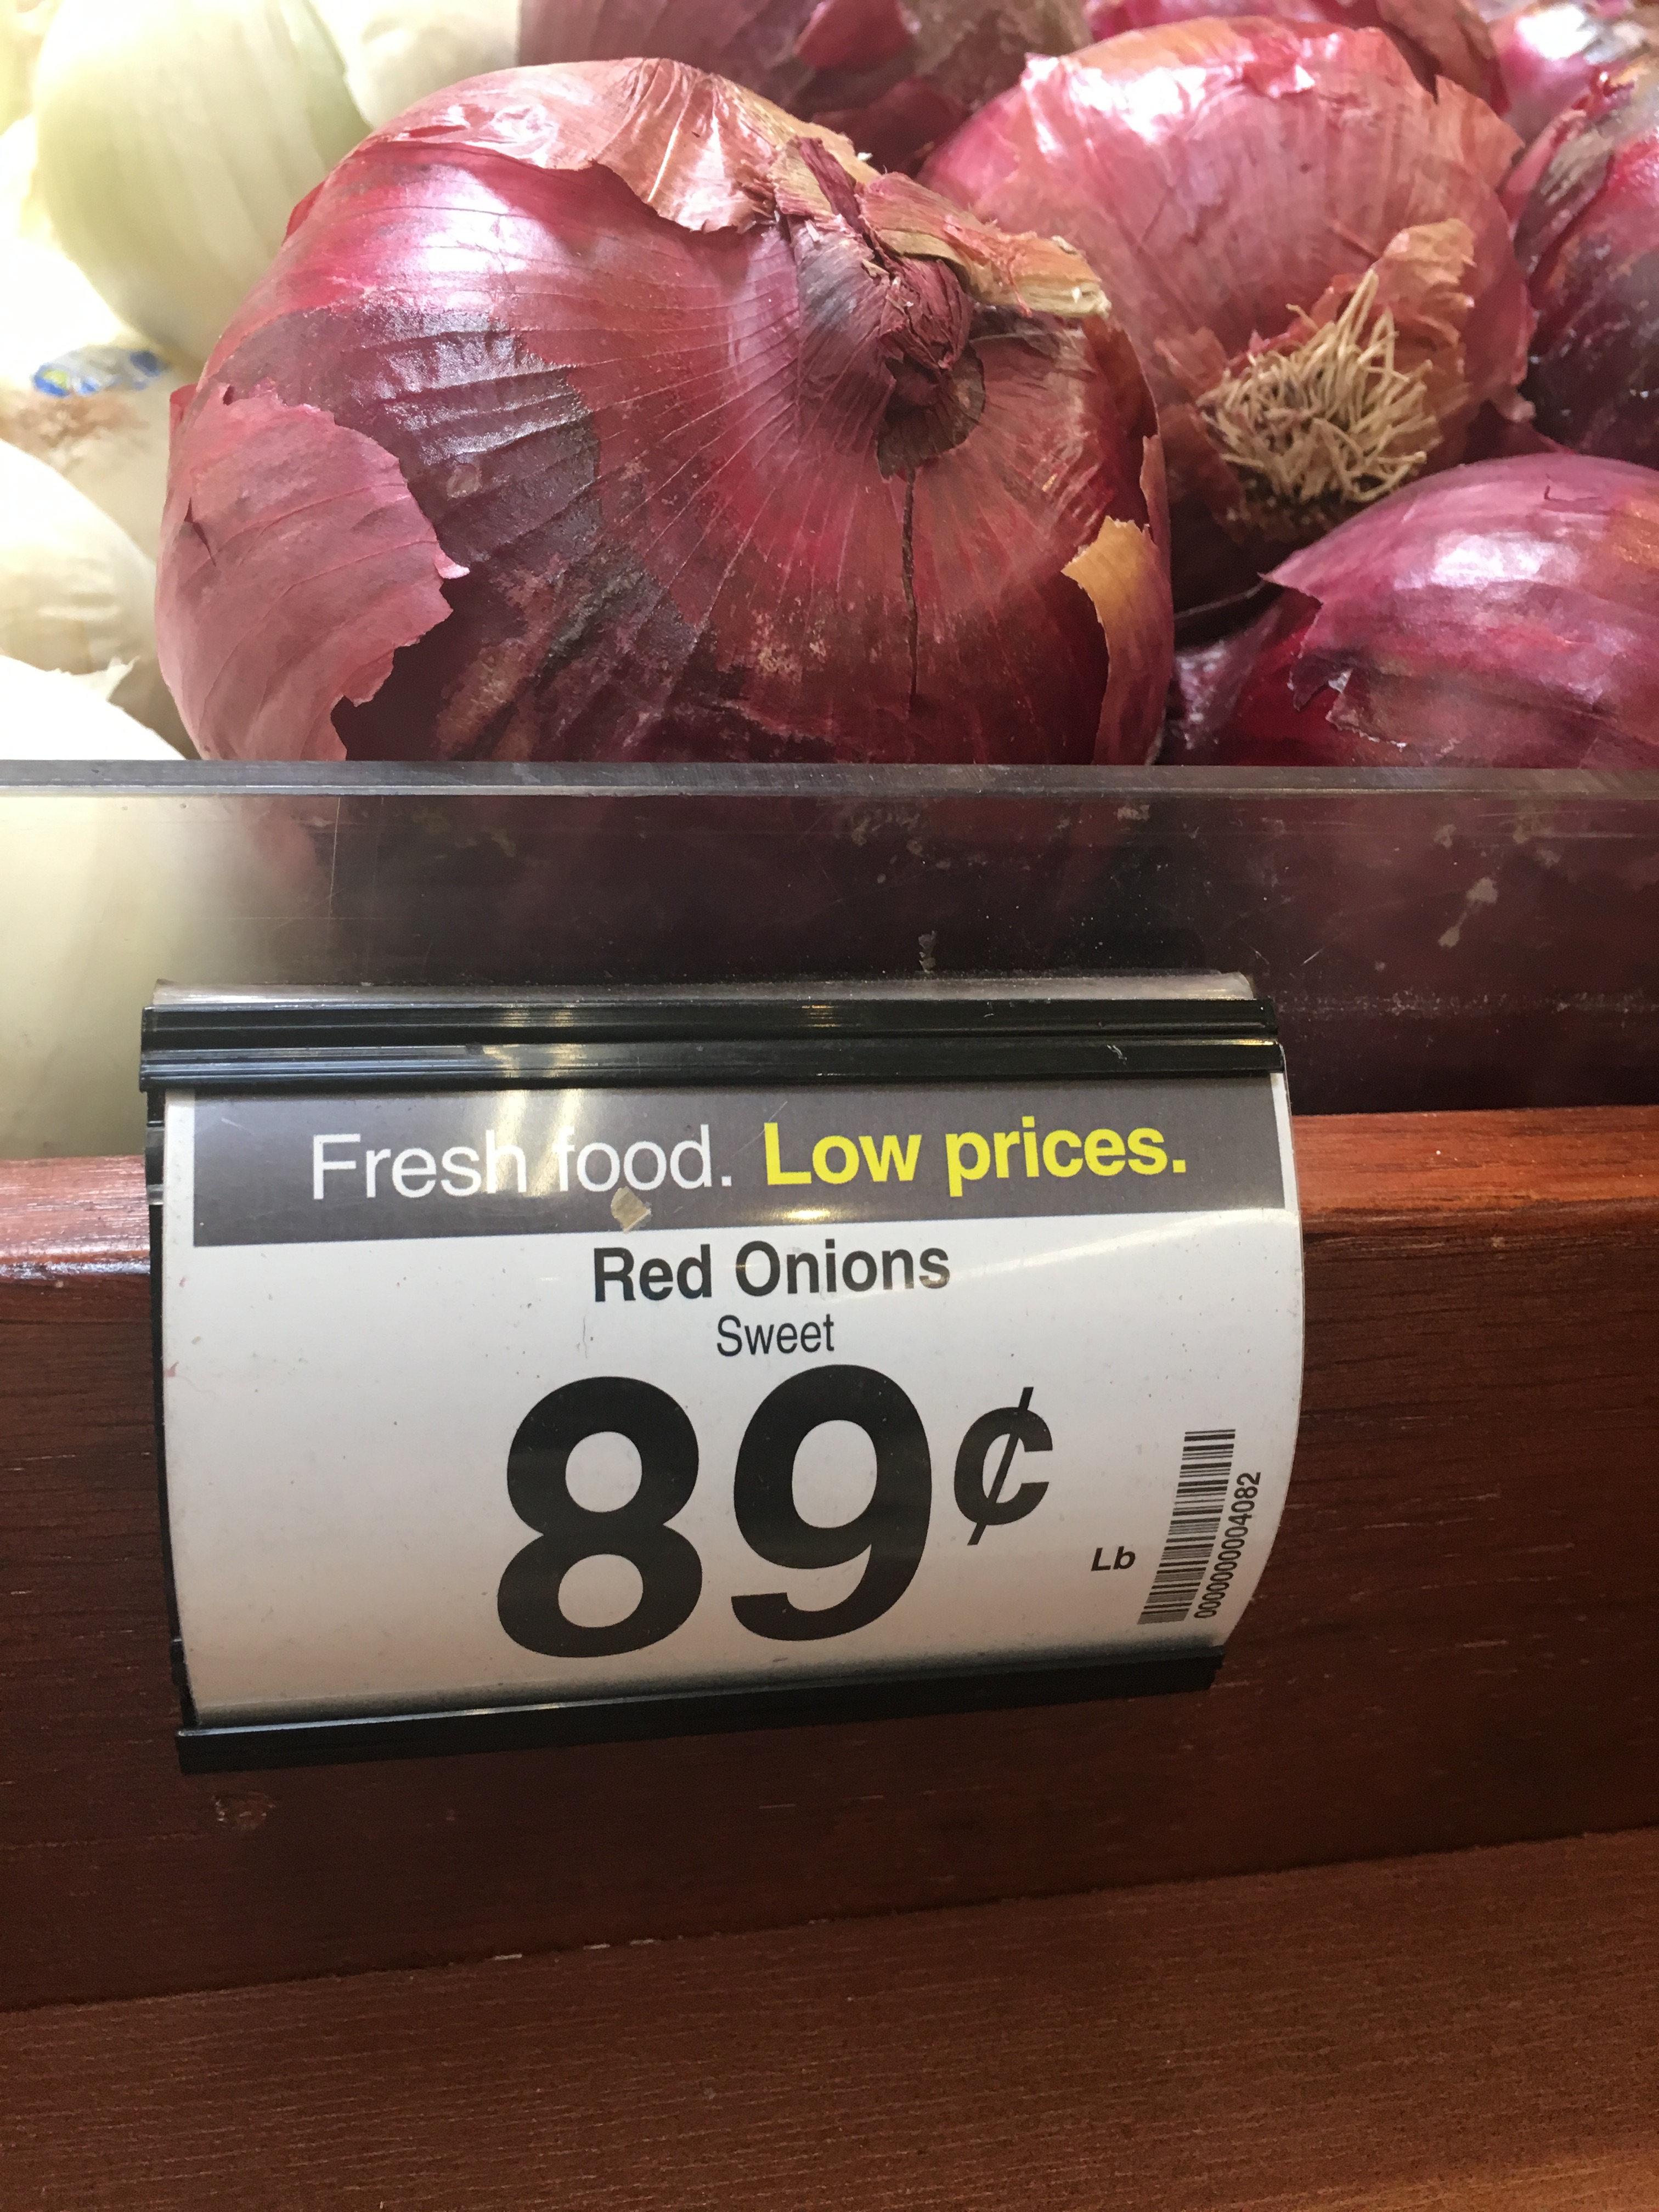 Fresh food. Low prices.
Red Onions
Sweet
89¢
Lb
0000000004082